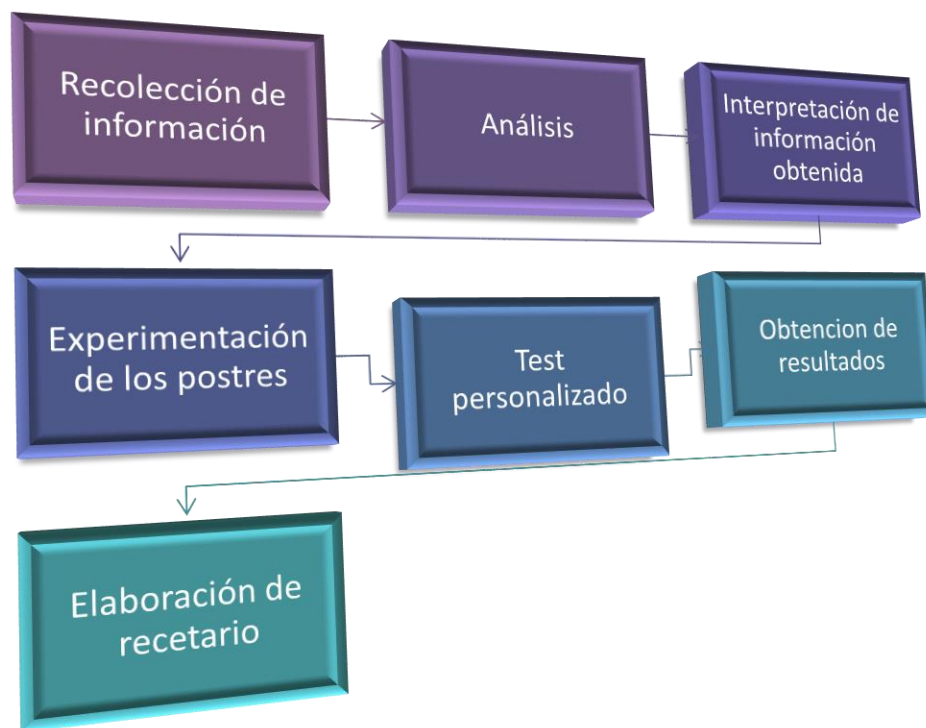 Recolección de
información
Análisis
Interpretación de
información
obtenida
Experimentación
de los postres
Test
personalizado
Obtencion de
resultados
Elaboración de
recetario